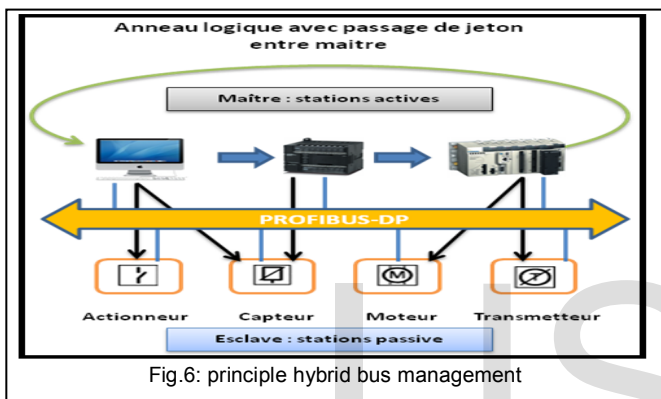 Anneau logique avec passage de jeton
entre maitre
Maître : stations actives
PROFIBUS-DP
M
T
Actionneur Capteur Moteur Transmetteur
Esclave : stations passive
Fig.6: principle hybrid bus management